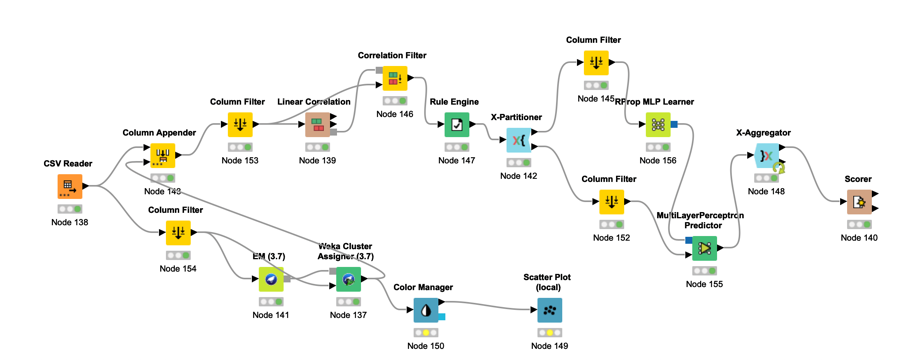 Column Filter
Node 145
Correlation Filter
Node 146
Column Filter
Node 153
Linear Correlation
Node 139
Rule Engine
Node 147
X-Partitioner
Node 142
RProp MLP Learner
Node 156
X-Aggregator
Node 148
Column Appender
CSV Reader
Node 138
Column Filter
Node 154
Column Filter
Node 152
Scorer
Node 140
MultiLayerPerceptron
Predictor
Node 155
EM (3.7)
Node 141
Weka Cluster
Assigner (3.7)
Node 137
Color Manager
Node 150
Scatter Plot
(local)
Node 149